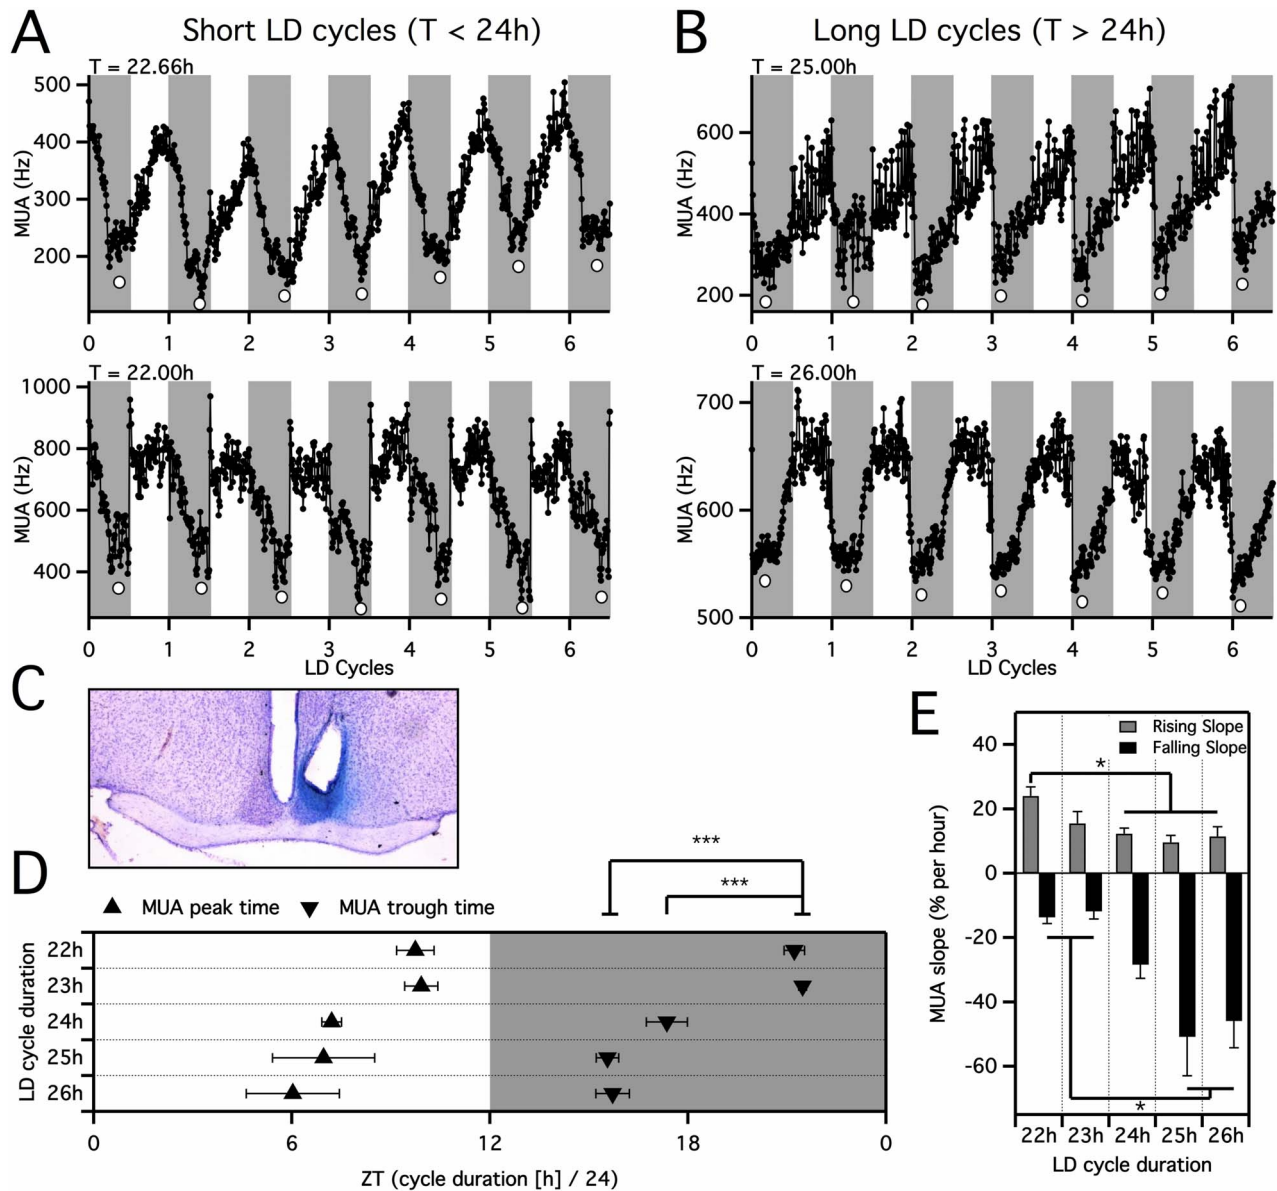 A
Short LD cycles (T < 24h)
T = 22.66h
MUA (Hz)
500
400
300
200
0 1 2 3 4 5 6
T = 22.00h
MUA (Hz)
1000
800
600
400
0 1 2 3 4 5 6
LD Cycles
B
Long LD cycles (T > 24h)
T = 25.00h
MUA (Hz)
600
400
200
0 1 2 3 4 5 6
T = 26.00h
MUA (Hz)
700
600
500
0 1 2 3 4 5 6
LD Cycles
C
D
***
***
MUA peak time MUA trough time
LD cycle duration
22h
23h
24h
25h
26h
0 6 12 18 0
ZT (cycle duration [h] / 24)
E
Rising Slope
Falling Slope
*
MUA slope (% per hour)
40
20
0
-20
-40
-60
*
22h 23h 24h 25h 26h
LD cycle duration